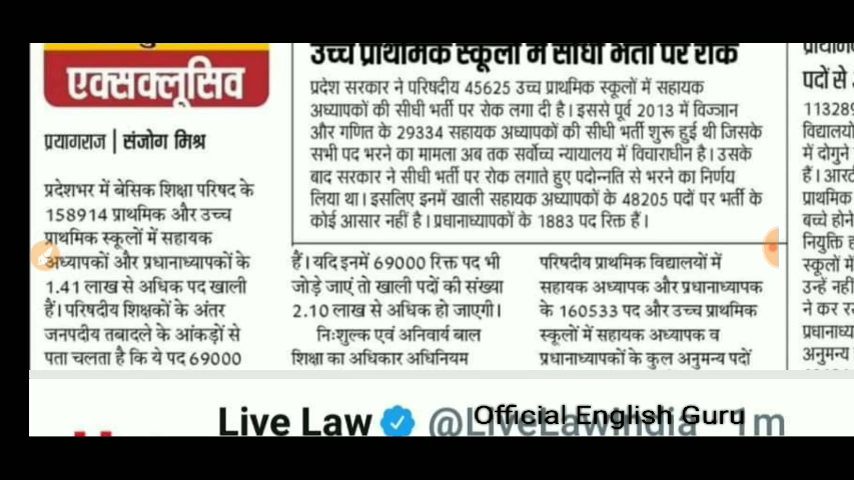 एक्सक्लूसिव
प्रयागराज | संजोग मिश्र
प्रदेशभर में बेसिक शिक्षा परिषद के
158914 प्राथमिक और उच्च
प्राथमिक स्कूलों में सहायक
अध्यापकों और प्रधानाध्यापकों के
1.41 लाख से अधिक पद खाली
हैं। परिषदीय शिक्षकों के अंतर
जनपदीय तबादले के आंकड़ों से
पता चलता है कि ये पद 69000
उच्च प्राथमिक स्कूलों में सीधी भर्ती पर रोक
प्रदेश सरकार ने परिषदीय 45625 उच्च प्राथमिक स्कूलों में सहायक
अध्यापकों की सीधी भर्ती पर रोक लगा दी है। इससे पूर्व 2013 में विज्ञान
और गणित के 29334 सहायक अध्यापकों की सीधी भर्ती शुरू हुई थी जिसके
सभी पद भरने का मामला अब तक सर्वोच्च न्यायालय में विचाराधीन है। उसके
बाद सरकार ने सीधी भर्ती पर रोक लगाते हुए पदोन्नति से भरने का निर्णय
लिया था। इसलिए इनमें खाली सहायक अध्यापकों के 48205 पदों पर भर्ती के
कोई आसार नहीं है। प्रधानाध्यापकों के 1883 पद रिक्त हैं।
हैं। यदि इनमें 69000 रिक्त पद भी
जोड़े जाएं तो खाली पदों की संख्या
2.10 लाख से अधिक हो जाएगी।
निःशुल्क एवं अनिवार्य बाल
शिक्षा का अधिकार अधिनियम
परिषदीय प्राथमिक विद्यालयों में
सहायक अध्यापक और प्रधानाध्यापक
के 160533 पद और उच्च प्राथमिक
स्कूलों में सहायक अध्यापक व
प्रधानाध्यापकों के कुल अनुमन्य पदों
पदों से
113289
विद्यालयो
में दोगुने
हैं। आरट
प्राथमिक
बच्चे होने
नियुक्ति ह
स्कूलों में
उन्हें नहीं
ने कर र
प्रधानाध्या
अनुमन्य
Live Law @LiveLawIndia 1m
Official English Guru